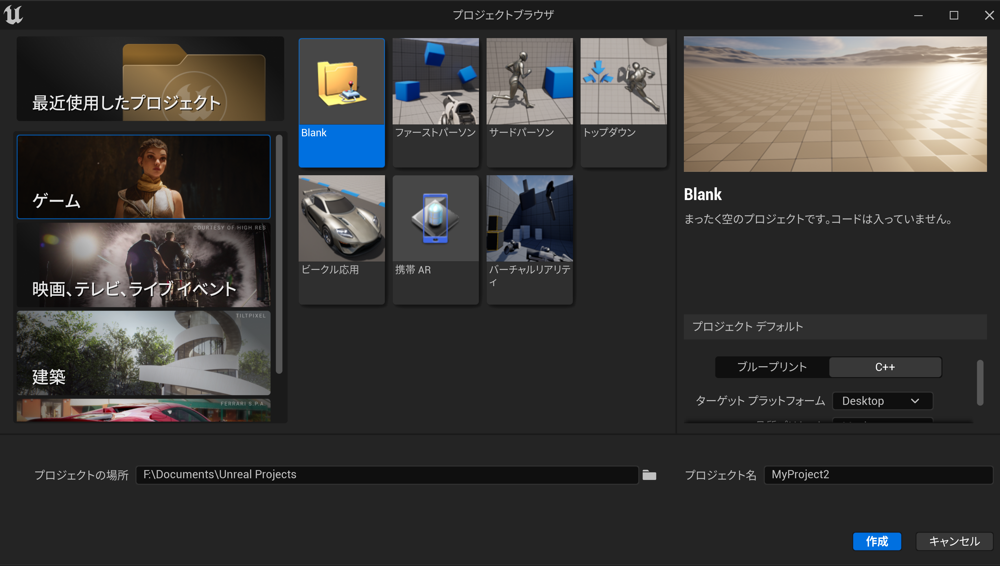 プロジェクトブラウザ
最近使用したプロジェクト
ゲーム
COURTESY OF HIGH RES
映画、テレビ、ライブ イベント
TILTPIXEL
建築
FERRARI S.P.A.
Blank
ファーストパーソン
サードパーソン
トップダウン
ビークル応用
携帯 AR
バーチャルリアリテ
ィ
Blank
まったく空のプロジェクトです。コードは入っていません。
プロジェクト デフォルト
ブループリント
C++
ターゲット プラットフォーム
Desktop
プロジェクトの場所
F:\Documents\Unreal Projects
プロジェクト名
MyProject2
作成
キャンセル